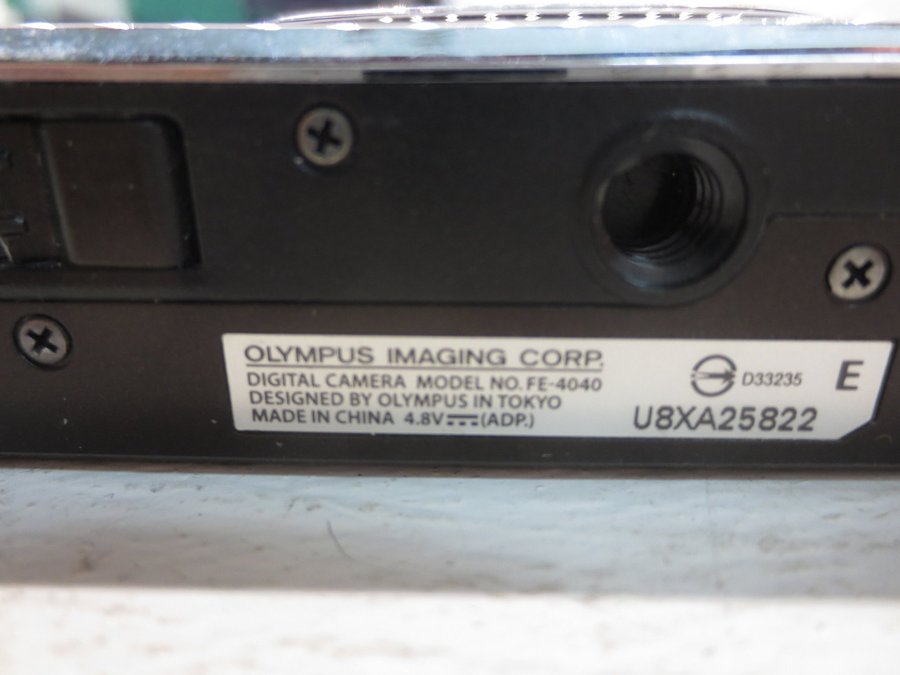 OLYMPUS IMAGING CORP.
DIGITAL CAMERA MODEL NO. FE-4040
DESIGNED BY OLYMPUS IN TOKYO
MADE IN CHINA 4.8V (ADP.)
D33235 E
U8XA25822